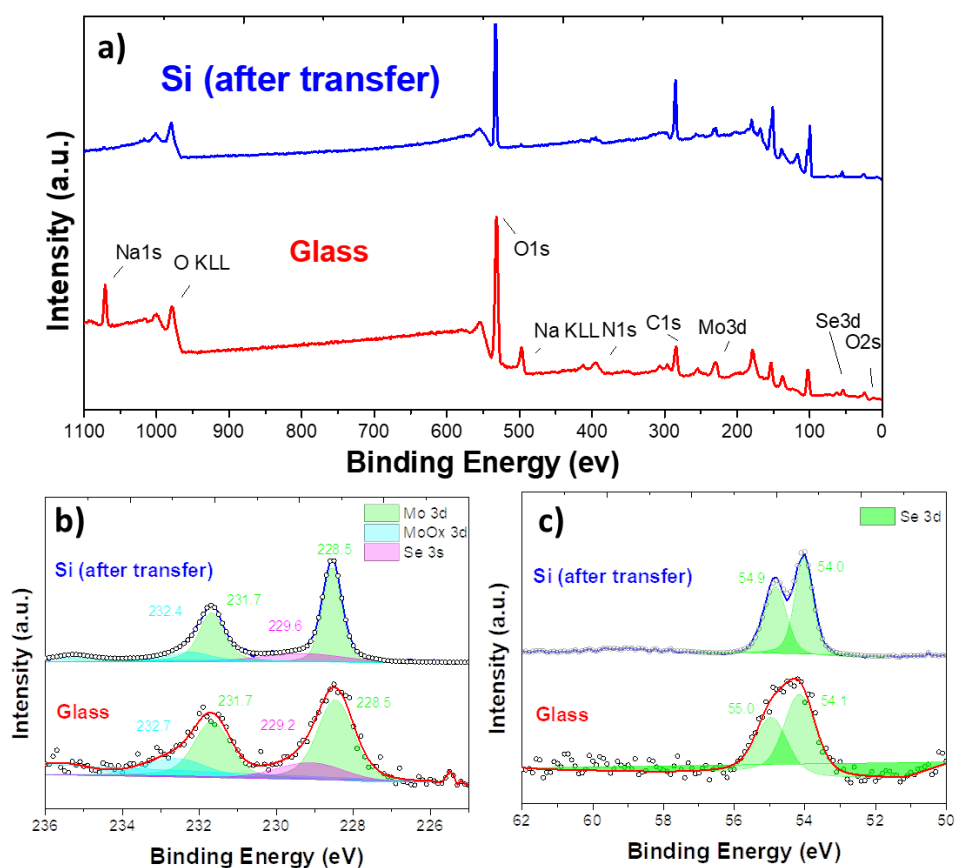 a)
Si (after transfer)
Intensity (a.u.)
Glass
Na1s
O KLL
O1s
Na KLL
N1s
C1s
Mo3d
Se3d
O2s
1100 1000 900 800 700 600 500 400 300 200 100 0
Binding Energy (ev)
b)
Mo 3d
MoOx 3d
Se 3s
Si (after transfer)
232.4
231.7
229.6
228.5
Glass
232.7
231.7
229.2
228.5
Intensity (a.u.)
236 234 232 230 228 226
Binding Energy (eV)
c)
Se 3d
Si (after transfer)
54.9
54.0
Glass
55.0
54.1
Intensity (a.u.)
62 60 58 56 54 52 50
Binding Energy (eV)